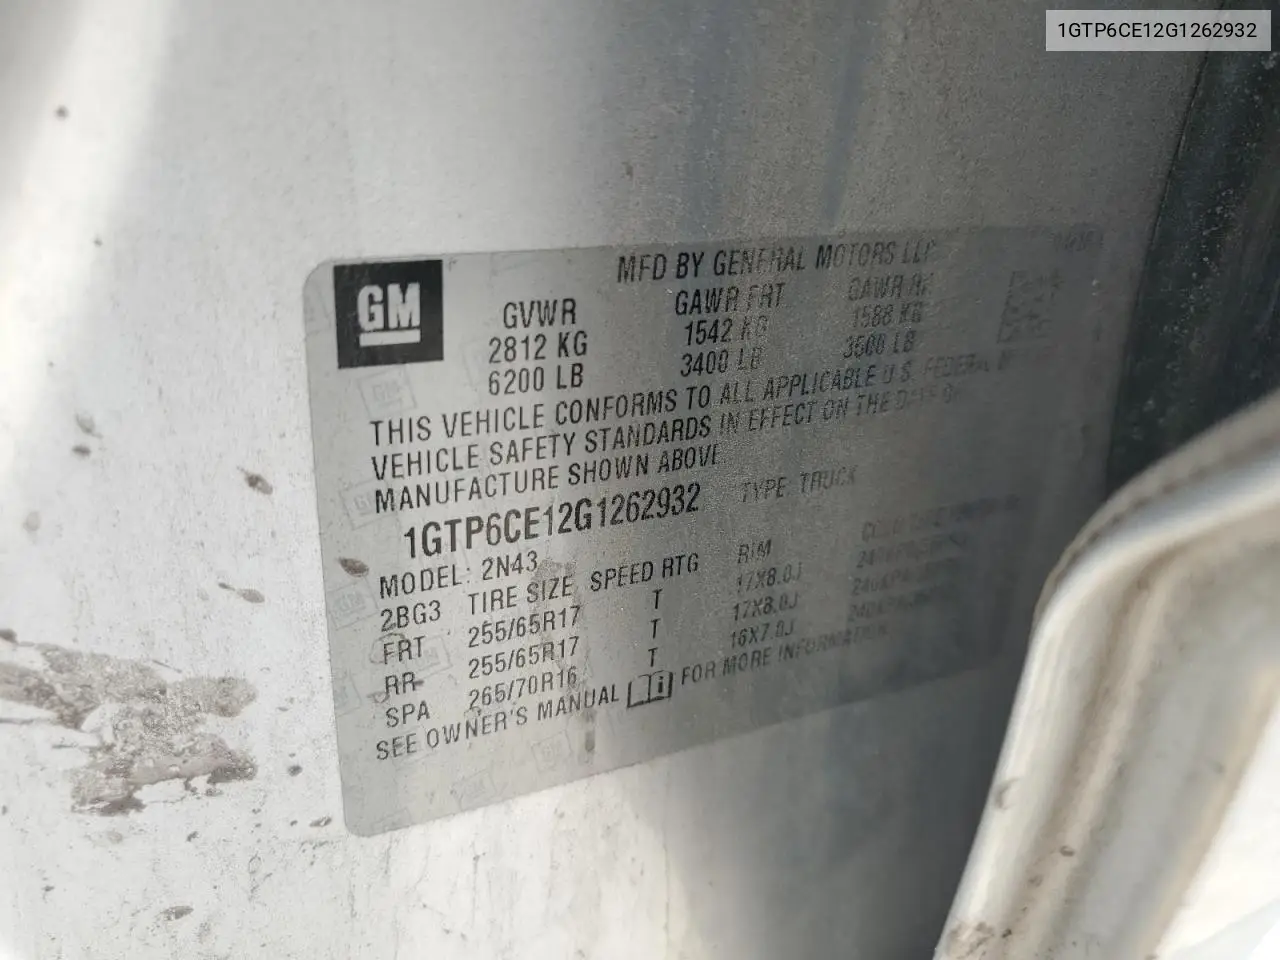 1GTP6CE12G1262932
MFD BY GENERAL MOTORS LLC
GM
GVWR GAWR FRT GAWR RR
2812 KG 1542 KG 1588 KG
6200 LB 3400 LB 3500 LB
THIS VEHICLE CONFORMS TO ALL APPLICABLE U.S. FEDERAL
VEHICLE SAFETY STANDARDS IN EFFECT ON THE DATE OF
MANUFACTURE SHOWN ABOVE.
1GTP6CE12G1262932 TYPE: TRUCK
MODEL: 2N43
2BG3 TIRE SIZE SPEED RTG RIM
FRT 255/65R17 T 17X8.0J
RR 255/65R17 T 17X8.0J
SPA 265/70R16 T 16X7.0J
SEE OWNER'S MANUAL FOR MORE INFORMATION